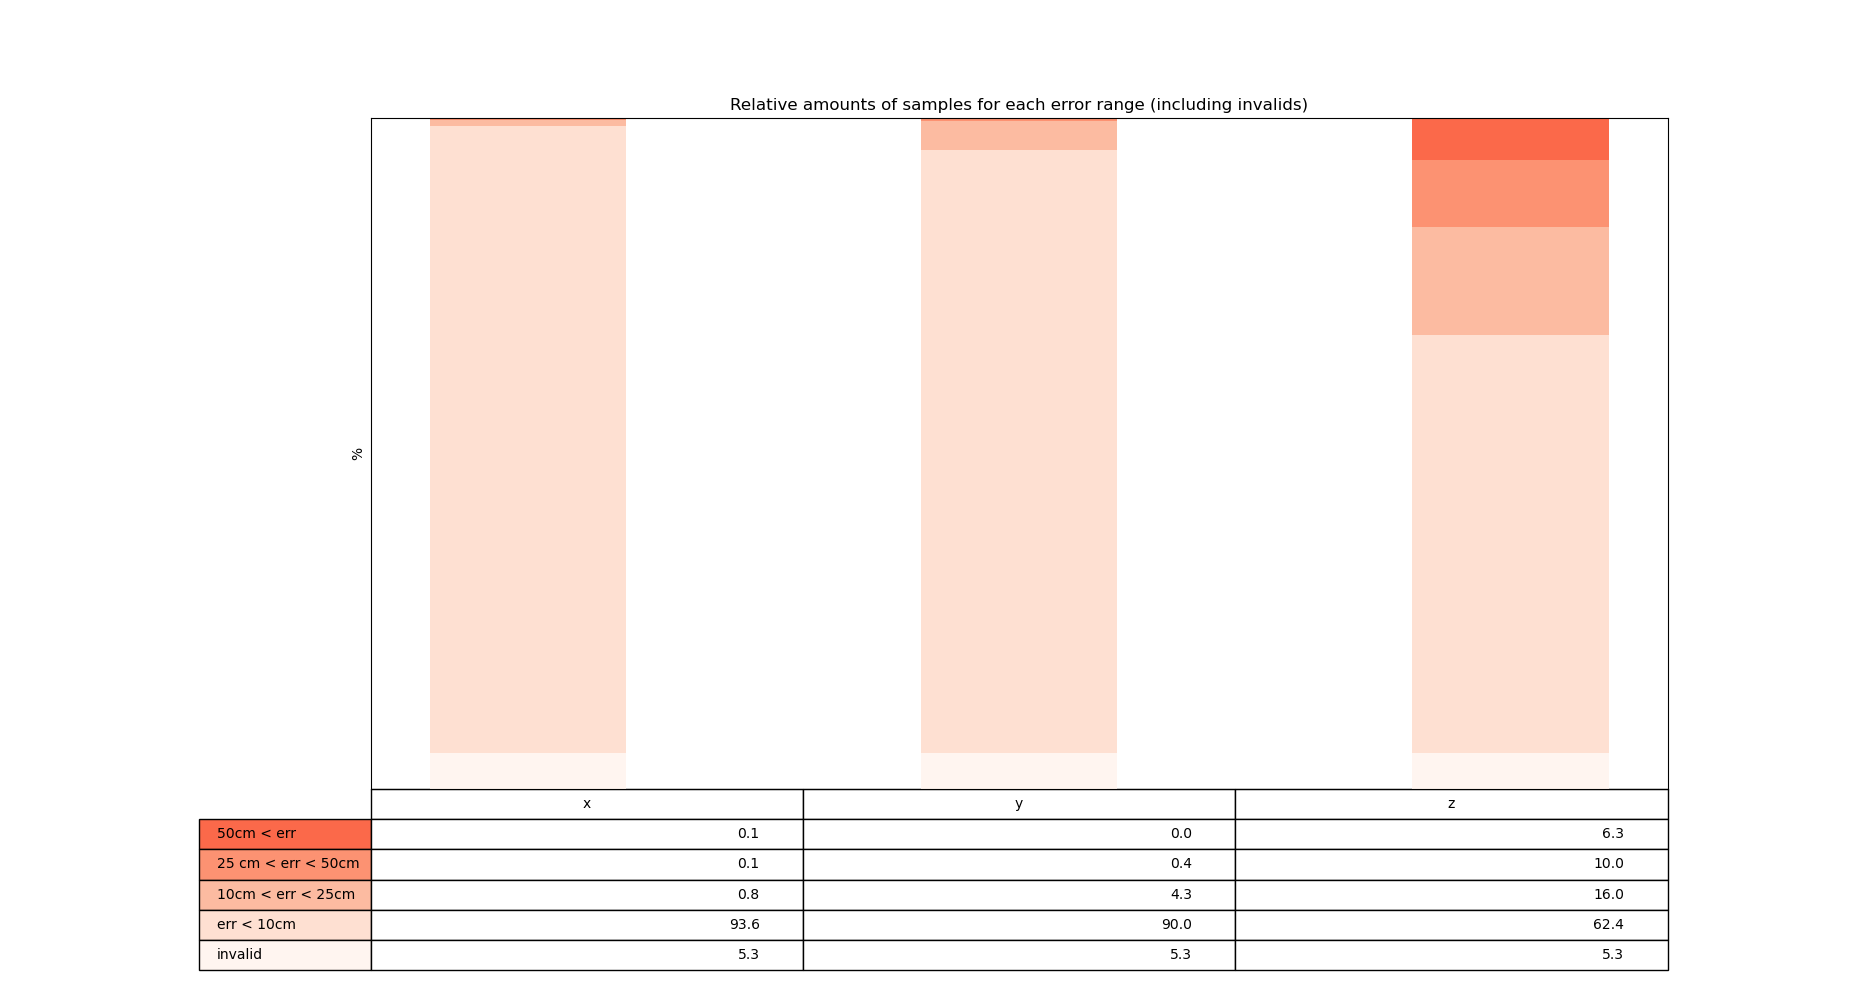 Relative amounts of samples for each error range (including invalids)
%
x y z
50cm < err 0.1 0.0 6.3
25 cm < err < 50cm 0.1 0.4 10.0
10cm < err < 25cm 0.8 4.3 16.0
err < 10cm 93.6 90.0 62.4
invalid 5.3 5.3 5.3